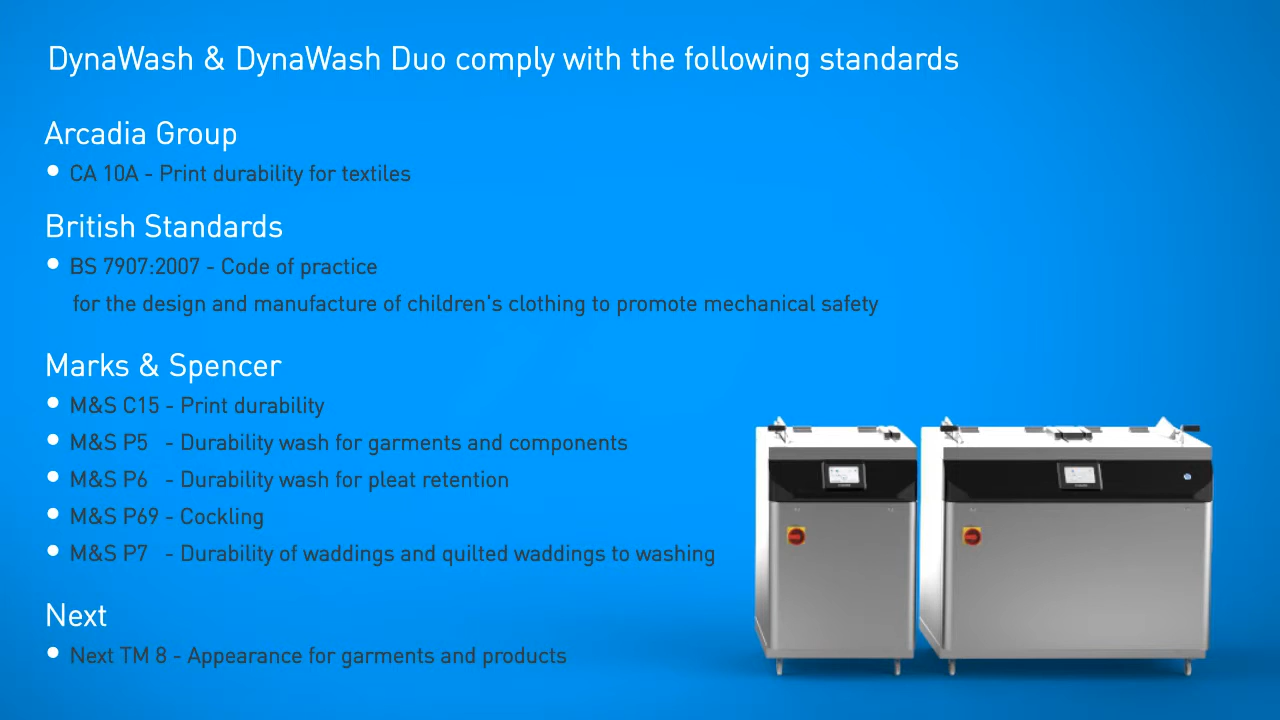 DynaWash & DynaWash Duo comply with the following standards
Arcadia Group
• CA 10A - Print durability for textiles
British Standards
• BS 7907:2007 - Code of practice
for the design and manufacture of children's clothing to promote mechanical safety
Marks & Spencer
• M&S C15 - Print durability
• M&S P5 - Durability wash for garments and components
• M&S P6 - Durability wash for pleat retention
• M&S P69 - Cockling
• M&S P7 - Durability of waddings and quilted waddings to washing
Next
• Next TM 8 - Appearance for garments and products